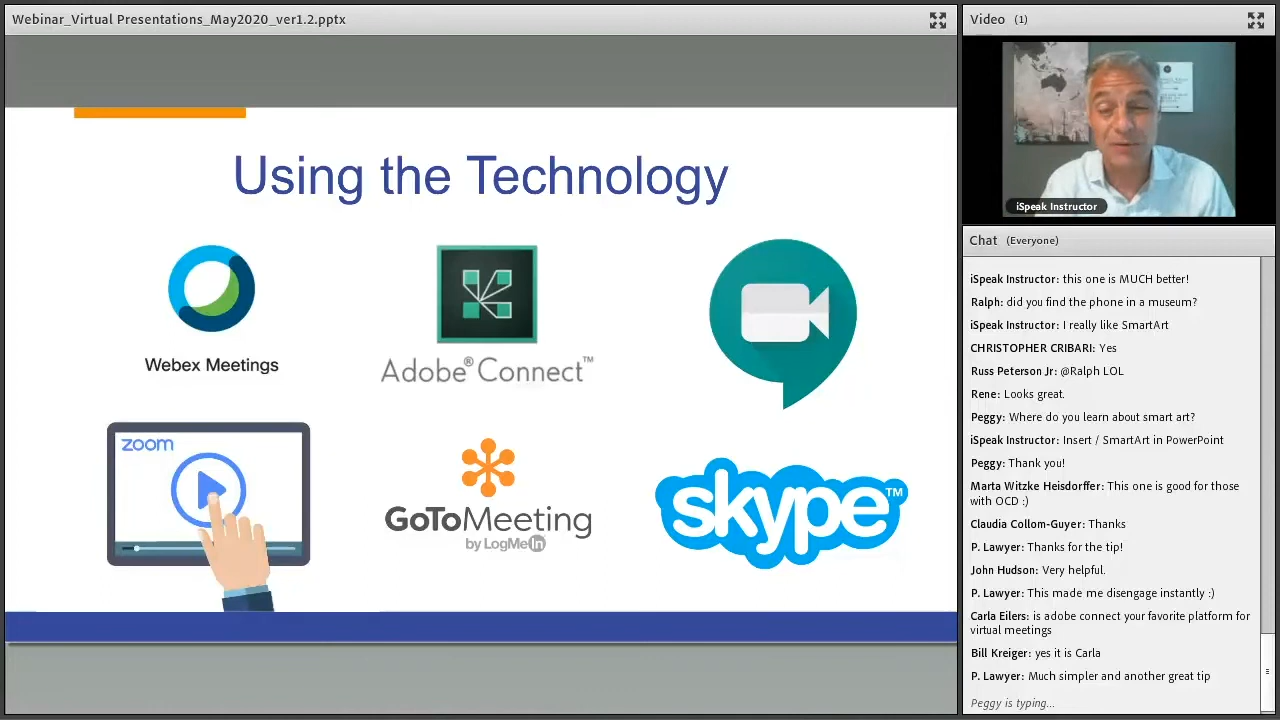 Webinar_Virtual Presentations_May2020_ver1.2.pptx
Using the Technology
Webex Meetings
Adobe® Connect™
zoom
GoToMeeting
by LogMeIn
skype™
Video (1)
iSpeak Instructor
Chat (Everyone)
iSpeak Instructor: this one is MUCH better!
Ralph: did you find the phone in a museum?
iSpeak Instructor: I really like SmartArt
CHRISTOPHER CRIBARI: Yes
Russ Peterson Jr: @Ralph LOL
Rene: Looks great.
Peggy: Where do you learn about smart art?
iSpeak Instructor: Insert / SmartArt in PowerPoint
Peggy: Thank you!
Marta Witzke Heisdorffer: This one is good for those
with OCD :)
Claudia Collom-Guyer: Thanks
P. Lawyer: Thanks for the tip!
John Hudson: Very helpful.
P. Lawyer: This made me disengage instantly :)
Carla Eilers: is adobe connect your favorite platform for
virtual meetings
Bill Kreiger: yes it is Carla
P. Lawyer: Much simpler and another great tip
Peggy is typing...